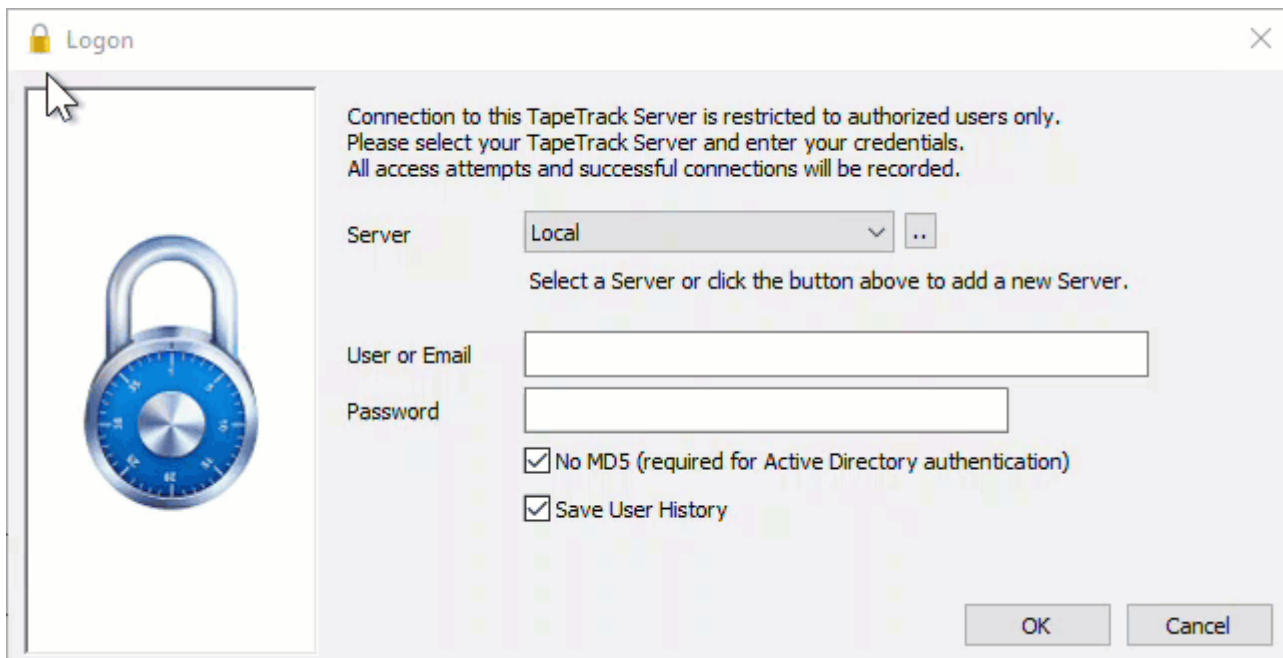 Logon
Connection to this TapeTrack Server is restricted to authorized users only.
Please select your TapeTrack Server and enter your credentials.
All access attempts and successful connections will be recorded.
Server
Local
..
Select a Server or click the button above to add a new Server.
User or Email
Password
No MD5 (required for Active Directory authentication)
Save User History
OK
Cancel